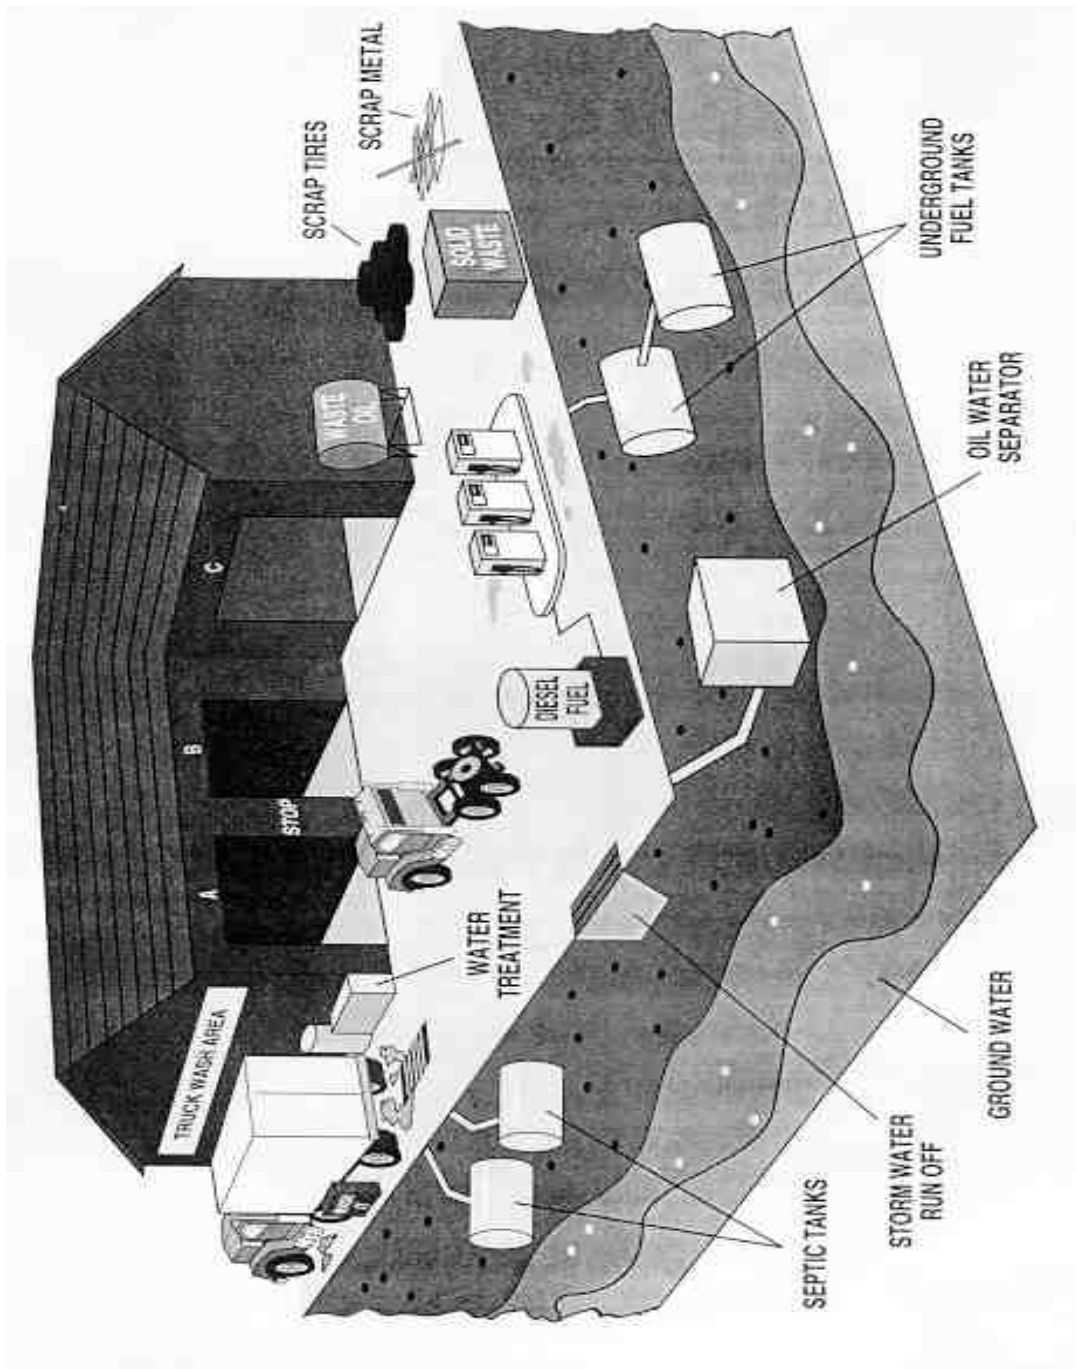 TRUCK WASH AREA
A
STOP
B
C
WASTE
OIL
SCRAP TIRES
SCRAP METAL
SOLID
WASTE
WATER
TREATMENT
DIESEL
FUEL
SEPTIC TANKS
STORM WATER
RUN OFF
GROUND WATER
OIL WATER
SEPARATOR
UNDERGROUND
FUEL TANKS